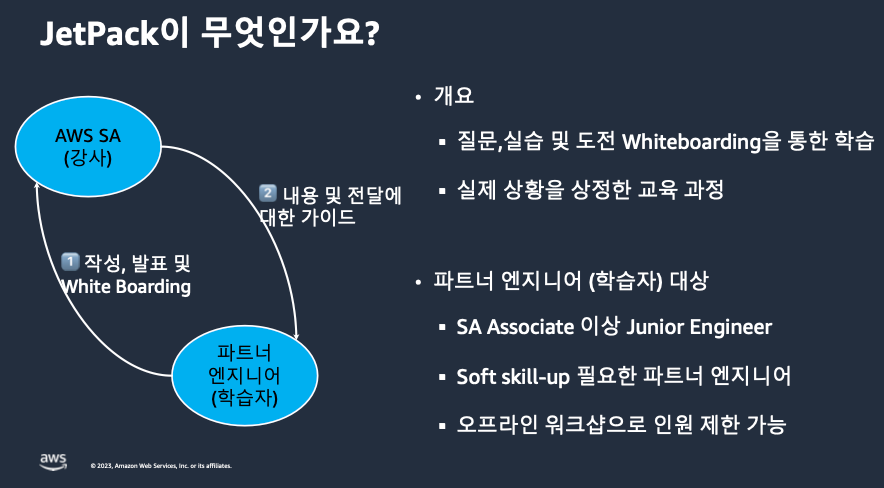 JetPack이 무엇인가요?
AWS SA
(강사)
2 내용 및 전달에
대한 가이드
1 작성, 발표 및
White Boarding
파트너
엔지니어
(학습자)
• 개요
▪ 질문,실습 및 도전 Whiteboarding을 통한 학습
▪ 실제 상황을 상정한 교육 과정
• 파트너 엔지니어 (학습자) 대상
▪ SA Associate 이상 Junior Engineer
▪ Soft skill-up 필요한 파트너 엔지니어
▪ 오프라인 워크샵으로 인원 제한 가능
aws
© 2023, Amazon Web Services, Inc. or its affiliates.